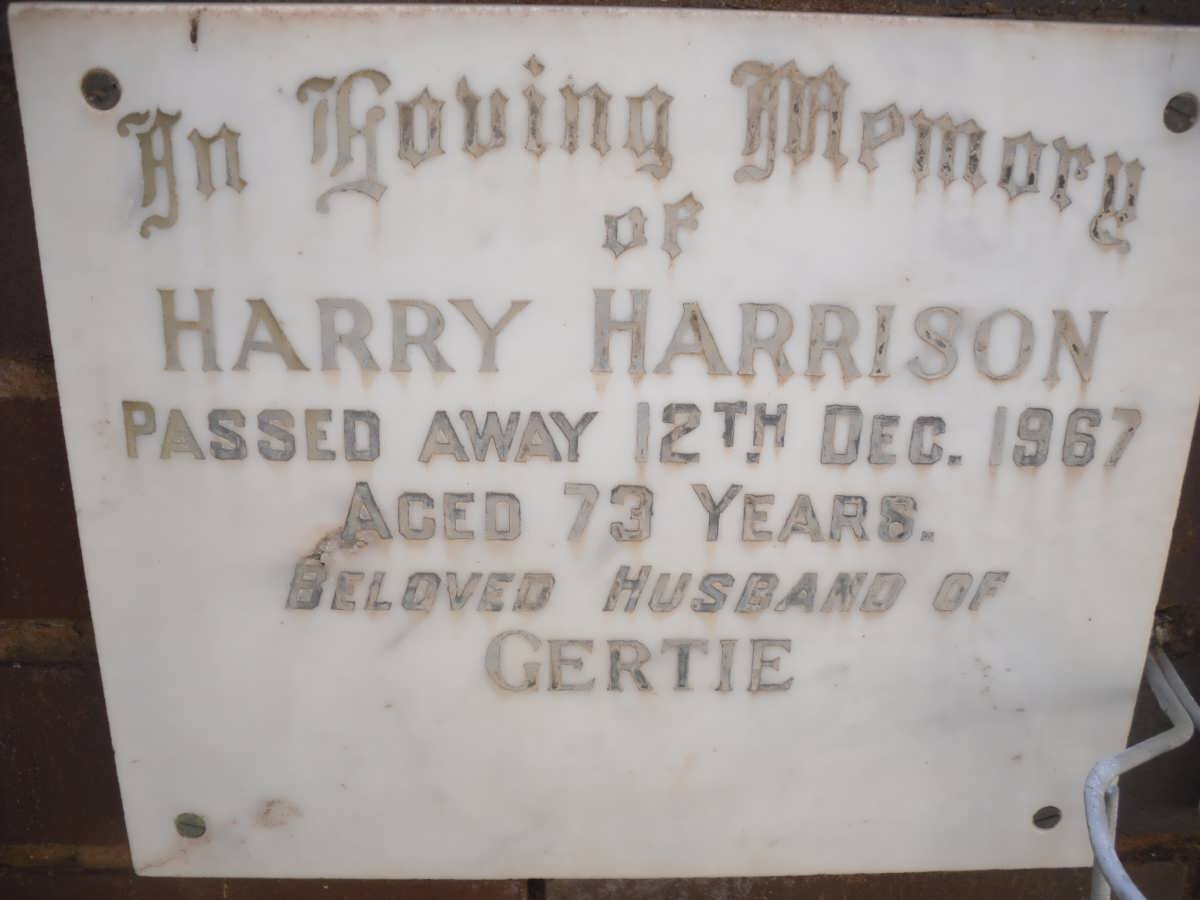 In Loving Memory
of
HARRY HARRISON
PASSED AWAY 12TH DEC. 1967
AGED 73 YEARS.
BELOVED HUSBAND OF
GERTIE